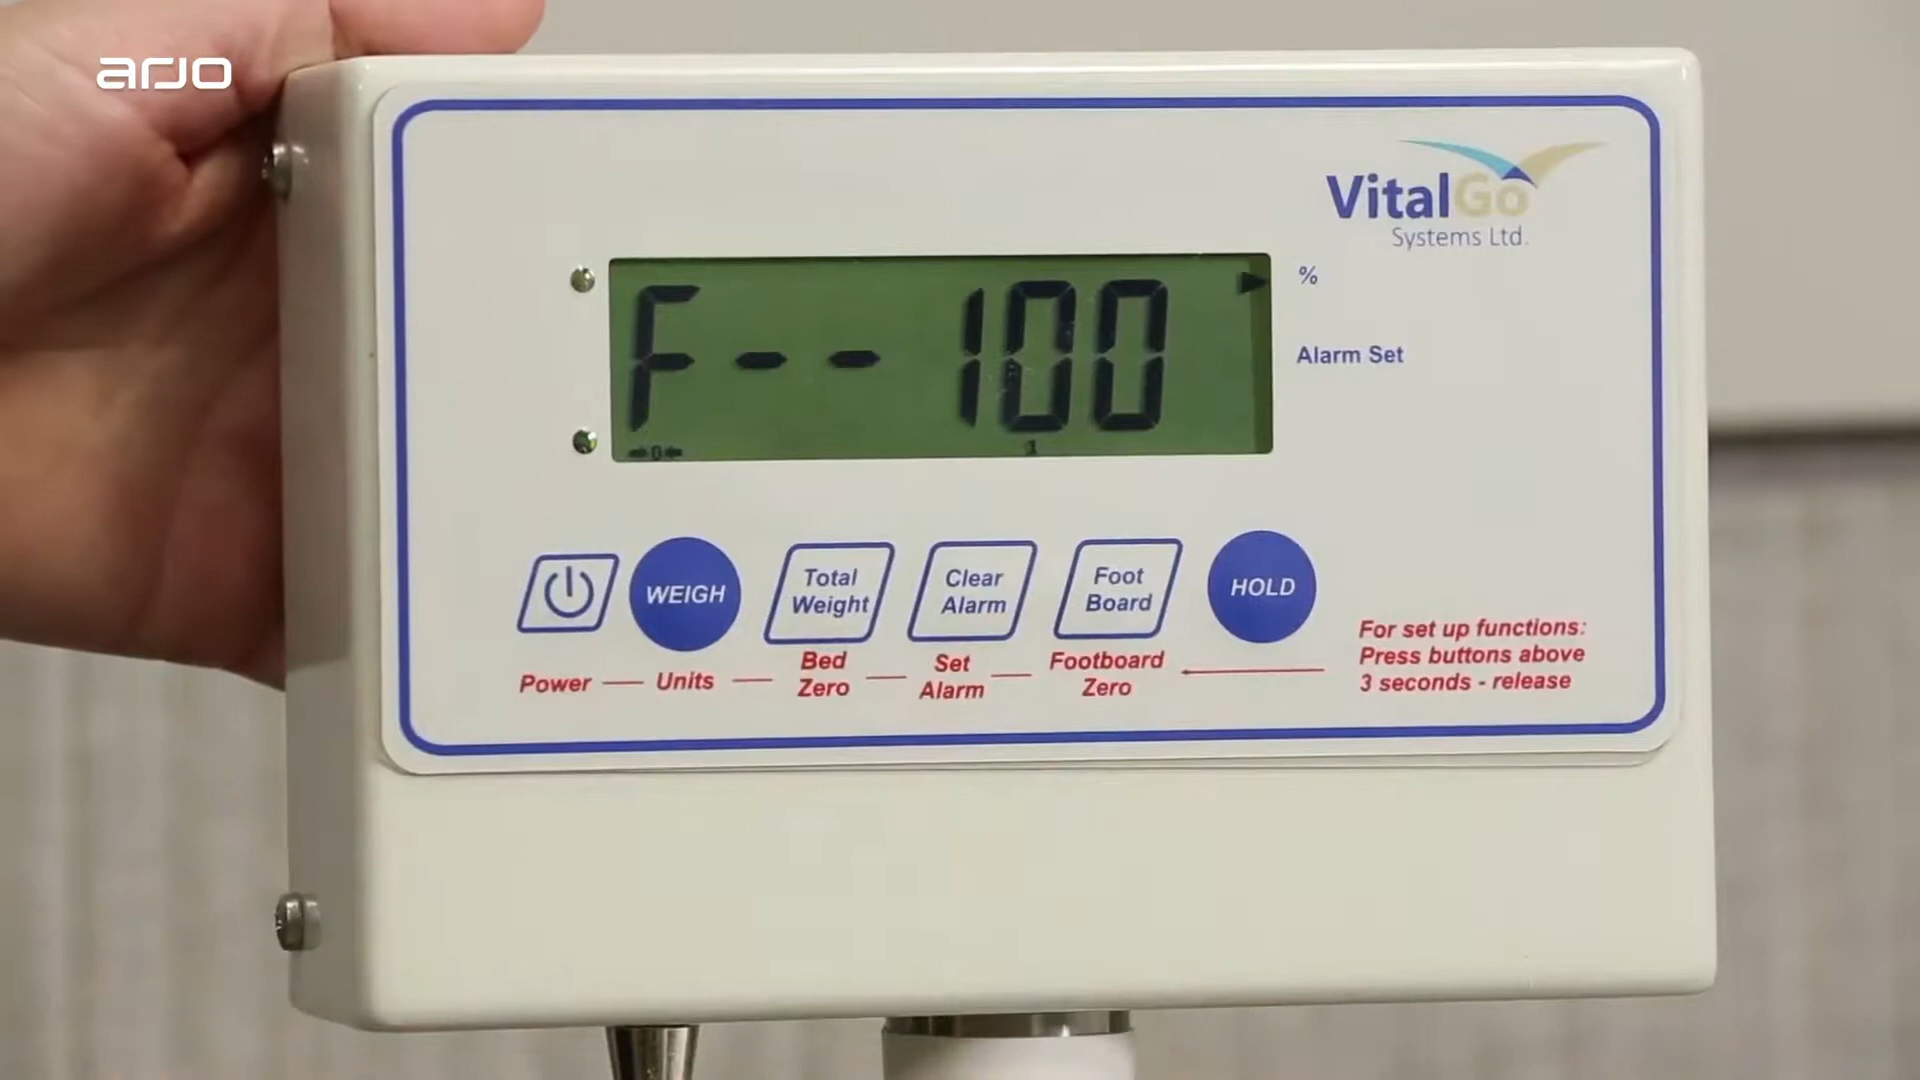 arjo
VitalGo
Systems Ltd.
F--100
%
Alarm Set
→0←
WEIGH
Total
Weight
Clear
Alarm
Foot
Board
HOLD
Power
Units
Bed
Zero
Set
Alarm
Footboard
Zero
For set up functions:
Press buttons above
3 seconds - release